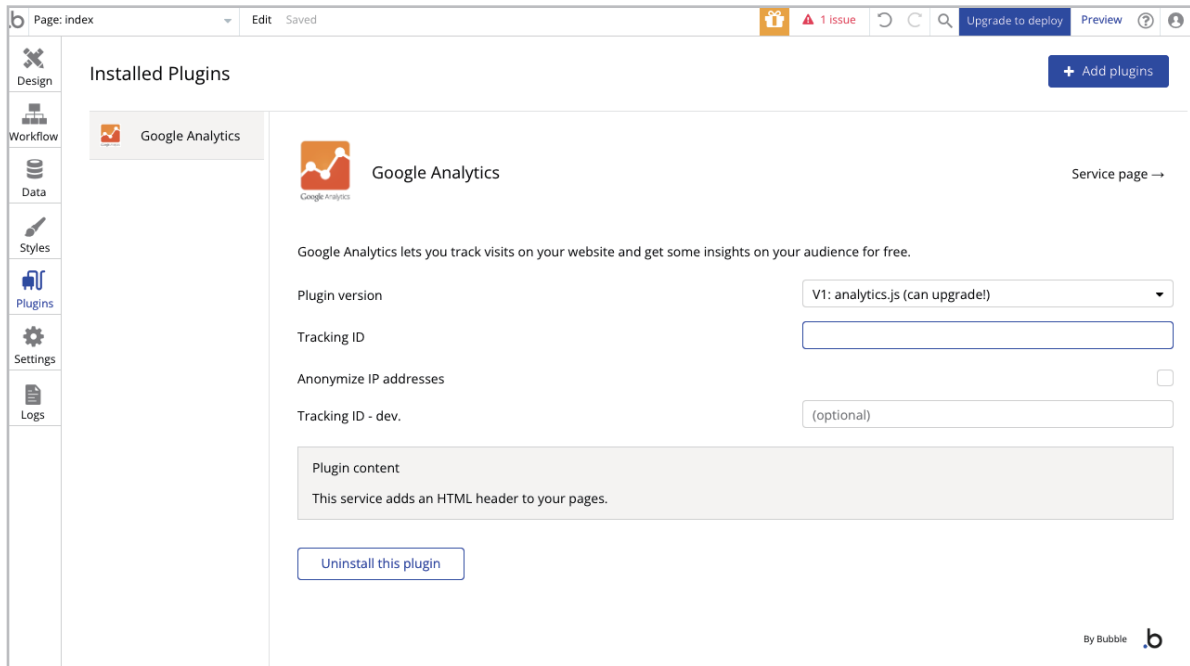 .b Page: index Edit Saved 1 issue Upgrade to deploy Preview ?
Design
Workflow
Data
Styles
Plugins
Settings
Logs
Installed Plugins
+ Add plugins
Google Analytics
Google Analytics
Google Analytics
Service page →
Google Analytics lets you track visits on your website and get some insights on your audience for free.
Plugin version V1: analytics.js (can upgrade!)
Tracking ID
Anonymize IP addresses
Tracking ID - dev. (optional)
Plugin content
This service adds an HTML header to your pages.
Uninstall this plugin
By Bubble .b